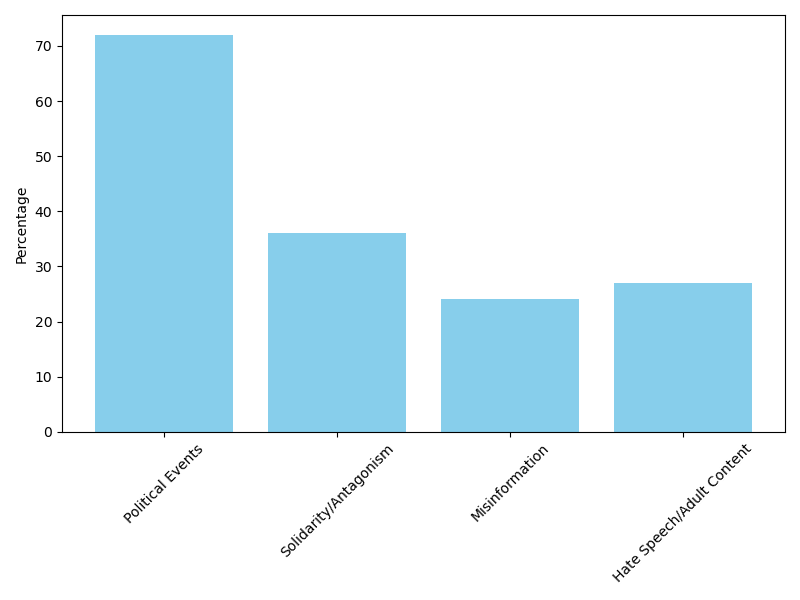 Percentage
70
60
50
40
30
20
10
0
Political Events
Solidarity/Antagonism
Misinformation
Hate Speech/Adult Content